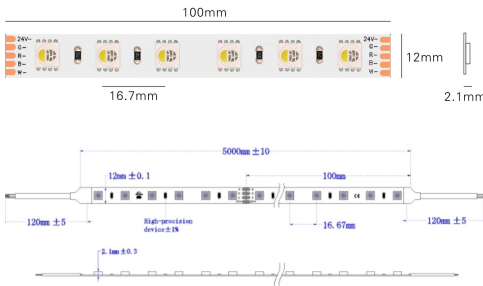 100mm
24V-
G-
R-
B-
W-
24V-
G-
R-
B-
W-
12mm
16.7mm
2.1mm
5000mm ±10
12mm ±0.1
100mm
120mm ±5
High-precision
device±1%
16.67mm
120mm ±5
2.1mm ±0.3